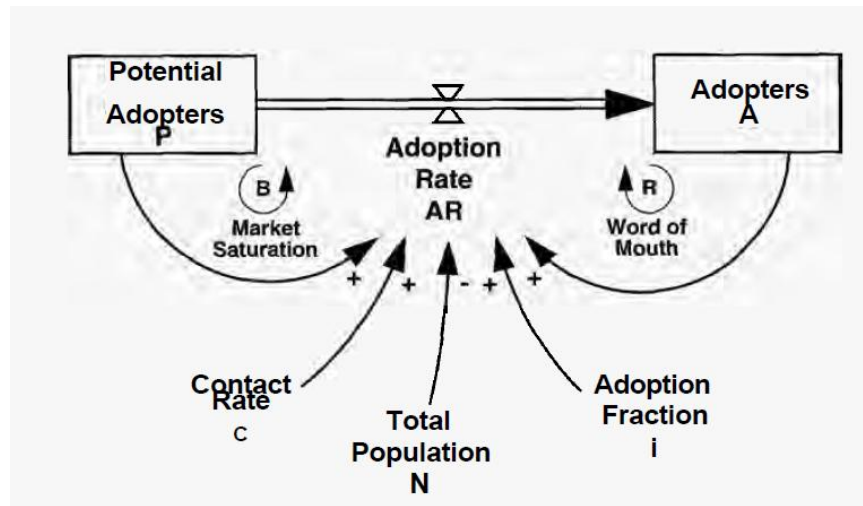 Potential
Adopters
P
Adopters
A
Adoption
Rate
AR
B
Market
Saturation
R
Word of
Mouth
+
+
-
+
+
Contact
Rate
C
Total
Population
N
Adoption
Fraction
i